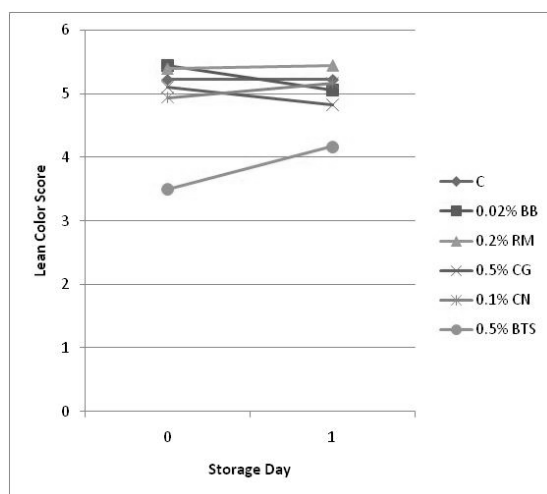 6
5
4
3
2
1
0
Lean Color Score
0 1
Storage Day
C
0.02% BB
0.2% RM
0.5% CG
0.1% CN
0.5% BTS